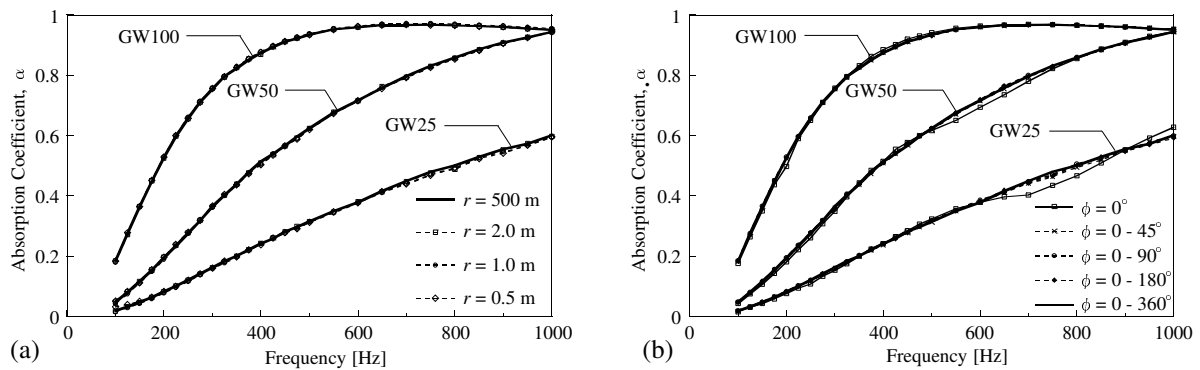 1
0.8
0.6
0.4
0.2
0
Absorption Coefficient, α
GW100
GW50
GW25
r = 500 m
r = 2.0 m
r = 1.0 m
r = 0.5 m
0 200 400 600 800 1000
Frequency [Hz]
(a)
1
0.8
0.6
0.4
0.2
0
Absorption Coefficient, α
GW100
GW50
GW25
ϕ = 0°
ϕ = 0 - 45°
ϕ = 0 - 90°
ϕ = 0 - 180°
ϕ = 0 - 360°
0 200 400 600 800 1000
Frequency [Hz]
(b)